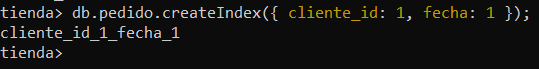 tienda> db.pedido.createIndex({ cliente_id: 1, fecha: 1 });
cliente_id_1_fecha_1
tienda>